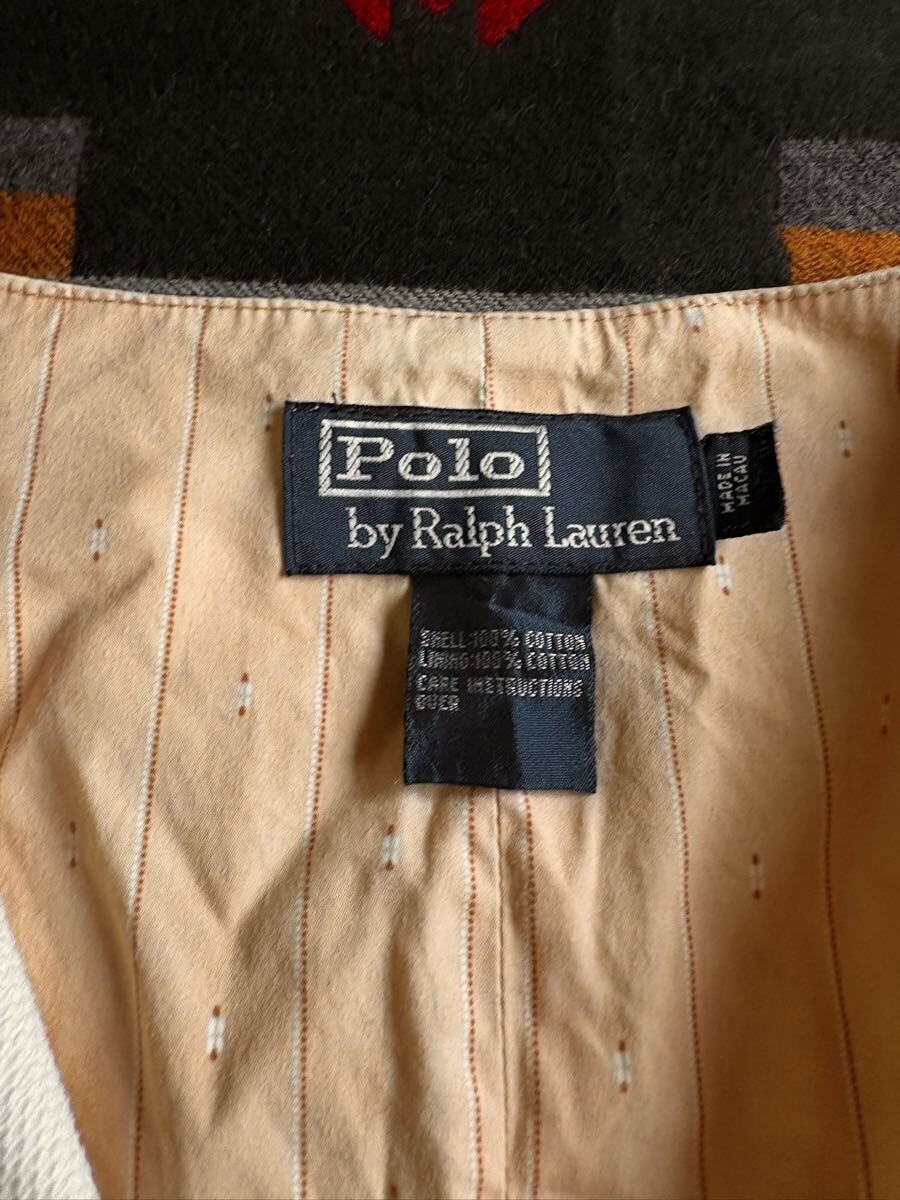 Polo
by Ralph Lauren
MADE IN
MACAU
SHELL:100% COTTON
LINING:100% COTTON
CARE INSTRUCTIONS
OVER